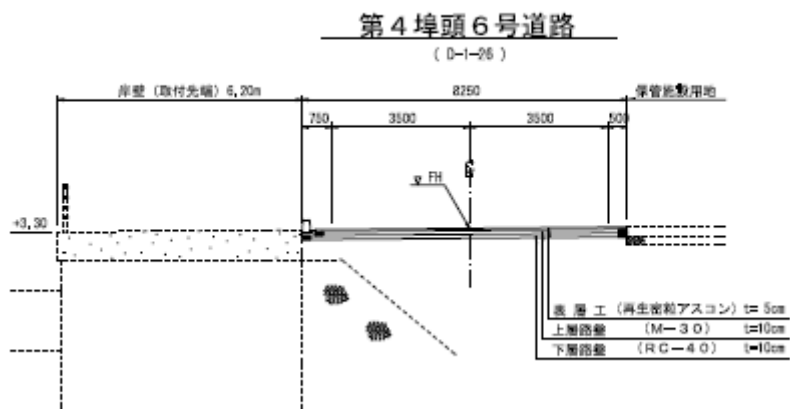 第4埠頭6号道路
( D-1-26 )
岸壁 (取付先端) 6,20m
8250
保管施設用地
750
3500
3500
500
▽ FH
+3,30
表 層 工 (再生密粒アスコン) t= 5cm
上層路盤 (M-30) t=10cm
下層路盤 (RC-40) t=10cm